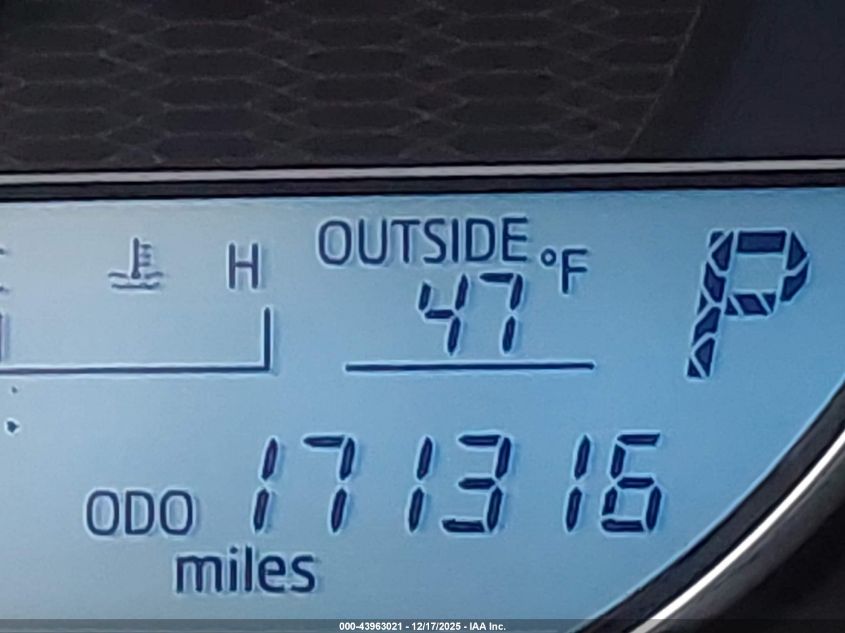 H OUTSIDE
47 °F
P
ODO 171316
miles
000-43963021 - 12/17/2025 - IAA Inc.